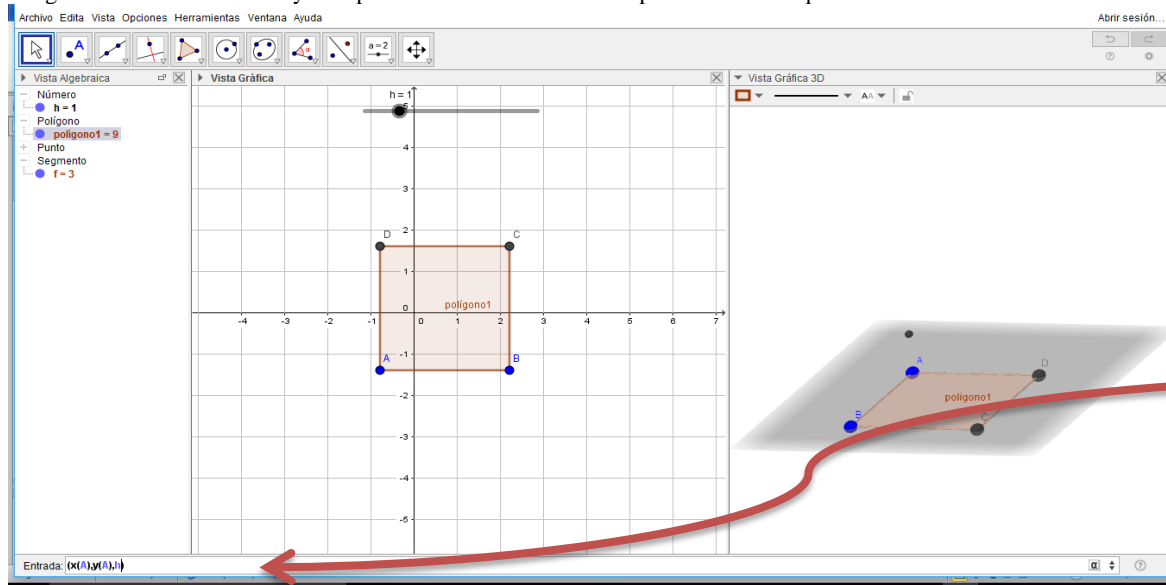 Archivo Edita Vista Opciones Herramientas Ventana Ayuda
Abrir sesión...
A
α
a = 2
Vista Algebraica
Vista Gráfica
Vista Gráfica 3D
AA
Número
h = 1
Polígono
polígono1 = 9
Punto
Segmento
f = 3
h = 1
5
4
3
2
1
0
-1
-2
-3
-4
-5
-4 -3 -2 -1 0 1 2 3 4 5 6 7
D C
polígono1
A B
A D
polígono1
B C
Entrada: (x(A),y(A),h)
α